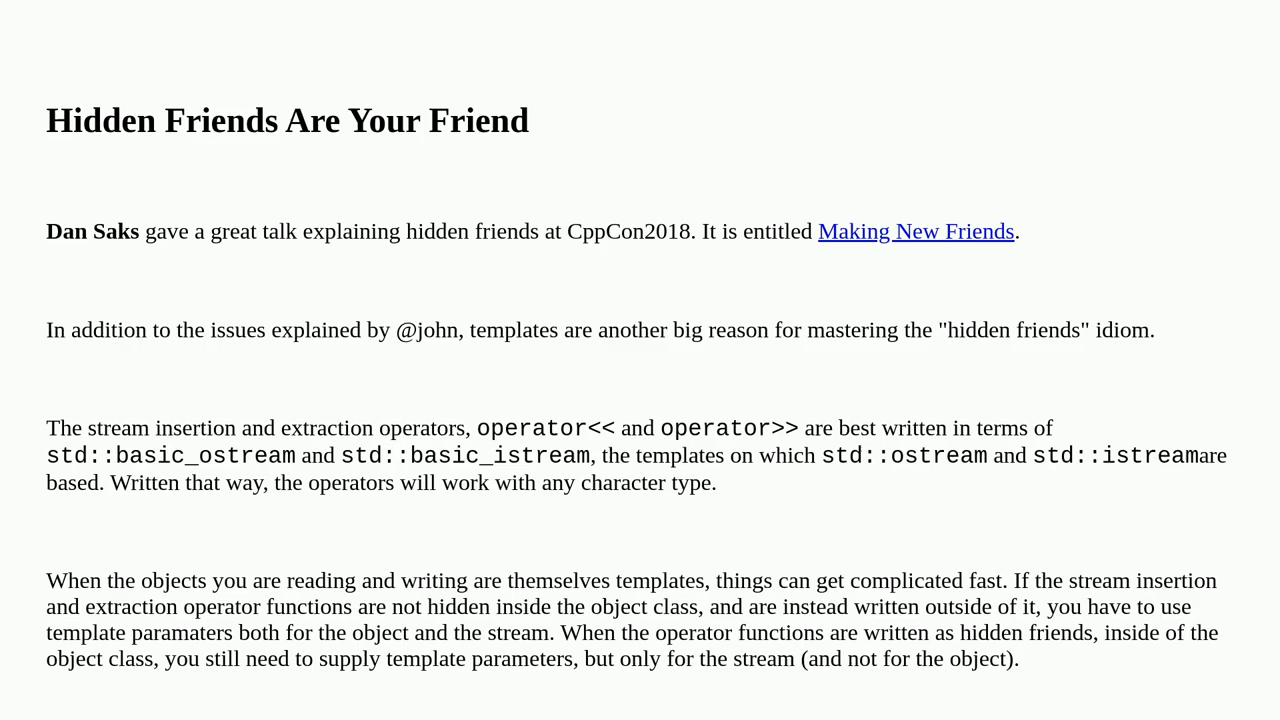 Hidden Friends Are Your Friend
Dan Saks gave a great talk explaining hidden friends at CppCon2018. It is entitled Making New Friends.
In addition to the issues explained by @john, templates are another big reason for mastering the "hidden friends" idiom.
The stream insertion and extraction operators, operator<< and operator>> are best written in terms of
std::basic_ostream and std::basic_istream, the templates on which std::ostream and std::istreamare
based. Written that way, the operators will work with any character type.
When the objects you are reading and writing are themselves templates, things can get complicated fast. If the stream insertion
and extraction operator functions are not hidden inside the object class, and are instead written outside of it, you have to use
template paramaters both for the object and the stream. When the operator functions are written as hidden friends, inside of the
object class, you still need to supply template parameters, but only for the stream (and not for the object).